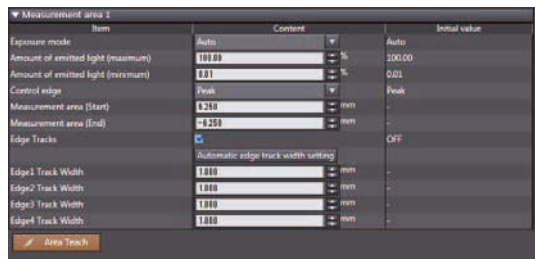 ▼ Measurement area 1
Item Content Initial value
Exposure mode Auto Auto
Amount of emitted light (maximum) 100.00 % 100.00
Amount of emitted light (minimum) 0.01 % 0.01
Control edge Peak Peak
Measurement area (Start) 6.250 mm -
Measurement area (End) -6.250 mm -
Edge Tracks OFF
Automatic edge track width setting
Edge1 Track Width 1.000 mm -
Edge2 Track Width 1.000 mm -
Edge3 Track Width 1.000 mm -
Edge4 Track Width 1.000 mm -
Area Teach